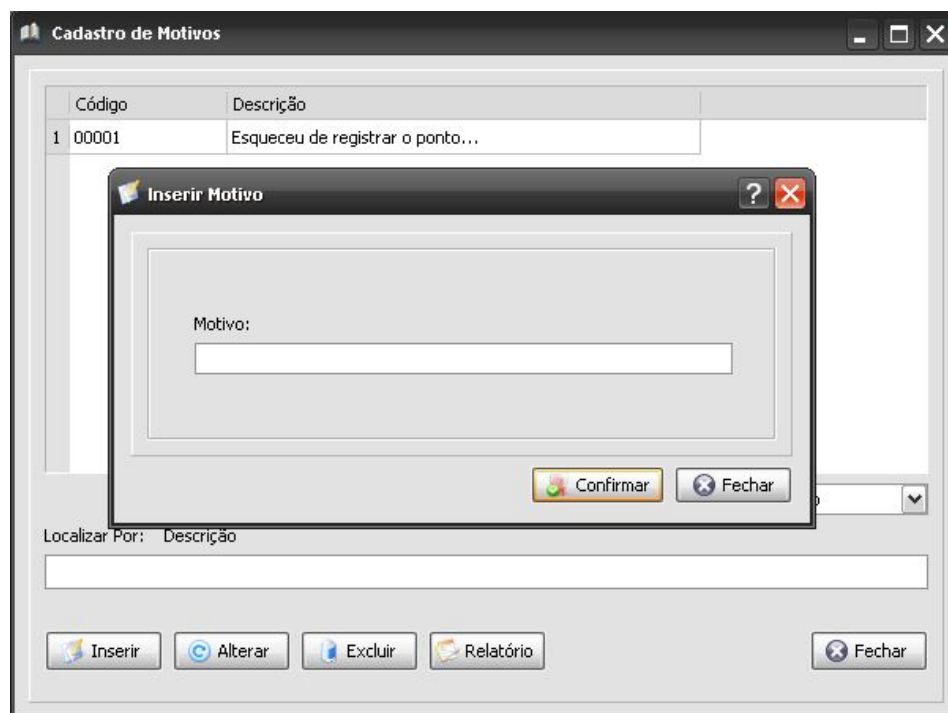 Cadastro de Motivos
Código Descrição
1 00001 Esqueceu de registrar o ponto...
Inserir Motivo
?
Motivo:
Confirmar Fechar
Localizar Por: Descrição
Inserir Alterar Excluir Relatório Fechar